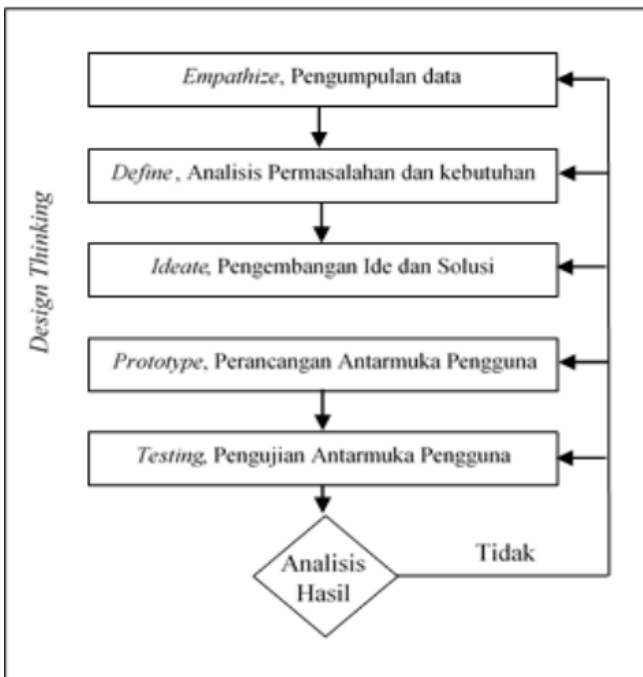 Design Thinking
Empathize, Pengumpulan data
Define, Analisis Permasalahan dan kebutuhan
Ideate, Pengembangan Ide dan Solusi
Prototype, Perancangan Antarmuka Pengguna
Testing, Pengujian Antarmuka Pengguna
Analisis
Hasil
Tidak